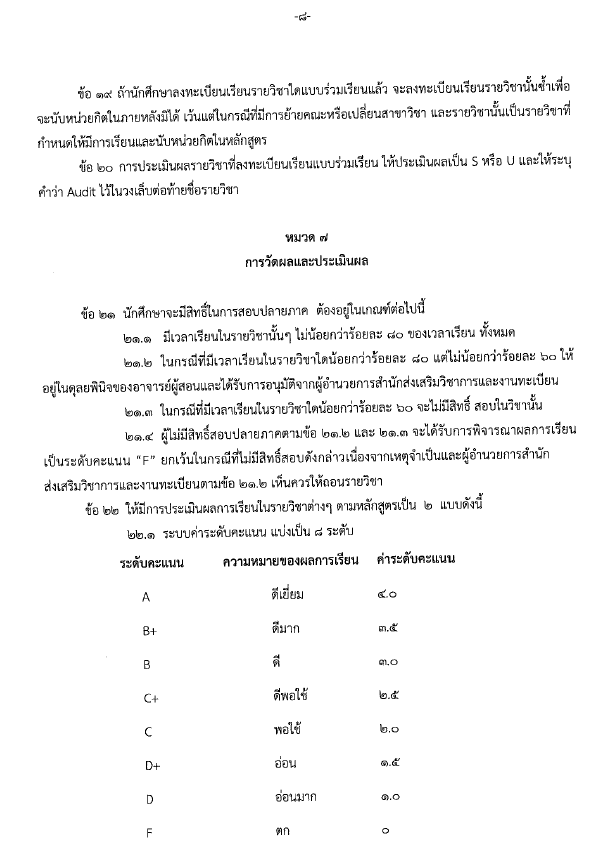 -๘-
ข้อ ๑๙ ถ้านักศึกษาลงทะเบียนเรียนรายวิชาใดแบบร่วมเรียนแล้ว จะลงทะเบียนเรียนรายวิชานั้นซ้ำเพื่อ
จะนับหน่วยกิตในภายหลังมิได้ เว้นแต่ในกรณีที่มีการย้ายคณะหรือเปลี่ยนสาขาวิชา และรายวิชานั้นเป็นรายวิชาที่
กำหนดให้มีการเรียนและนับหน่วยกิตในหลักสูตร
ข้อ ๒๐ การประเมินผลรายวิชาที่ลงทะเบียนเรียนแบบร่วมเรียน ให้ประเมินผลเป็น S หรือ U และให้ระบุ
คำว่า Audit ไว้ในวงเล็บต่อท้ายชื่อรายวิชา
หมวด ๗
การวัดผลและประเมินผล
ข้อ ๒๑ นักศึกษาจะมีสิทธิ์ในการสอบปลายภาค ต้องอยู่ในเกณฑ์ต่อไปนี้
๒๑.๑ มีเวลาเรียนในรายวิชานั้นๆ ไม่น้อยกว่าร้อยละ ๘๐ ของเวลาเรียน ทั้งหมด
๒๑.๒ ในกรณีที่มีเวลาเรียนในรายวิชาใดน้อยกว่าร้อยละ ๘๐ แต่ไม่น้อยกว่าร้อยละ ๖๐ ให้
อยู่ในดุลยพินิจของอาจารย์ผู้สอนและได้รับการอนุมัติจากผู้อำนวยการสำนักส่งเสริมวิชาการและงานทะเบียน
๒๑.๓ ในกรณีที่มีเวลาเรียนในรายวิชาใดน้อยกว่าร้อยละ ๖๐ จะไม่มีสิทธิ์ สอบในวิชานั้น
๒๑.๔ ผู้ไม่มีสิทธิ์สอบปลายภาคตามข้อ ๒๑.๒ และ ๒๑.๓ จะได้รับการพิจารณาผลการเรียน
เป็นระดับคะแนน "F" ยกเว้นในกรณีที่ไม่มีสิทธิ์สอบดังกล่าวเนื่องจากเหตุจำเป็นและผู้อำนวยการสำนัก
ส่งเสริมวิชาการและงานทะเบียนตามข้อ ๒๑.๒ เห็นควรให้ถอนรายวิชา
ข้อ ๒๒ ให้มีการประเมินผลการเรียนในรายวิชาต่างๆ ตามหลักสูตรเป็น ๒ แบบดังนี้
๒๒.๑ ระบบค่าระดับคะแนน แบ่งเป็น ๘ ระดับ
ระดับคะแนน ความหมายของผลการเรียน ค่าระดับคะแนน
A ดีเยี่ยม ๔.๐
B+ ดีมาก ๓.๕
B ดี ๓.๐
C+ ดีพอใช้ ๒.๕
C พอใช้ ๒.๐
D+ อ่อน ๑.๕
D อ่อนมาก ๑.๐
F ตก ๐